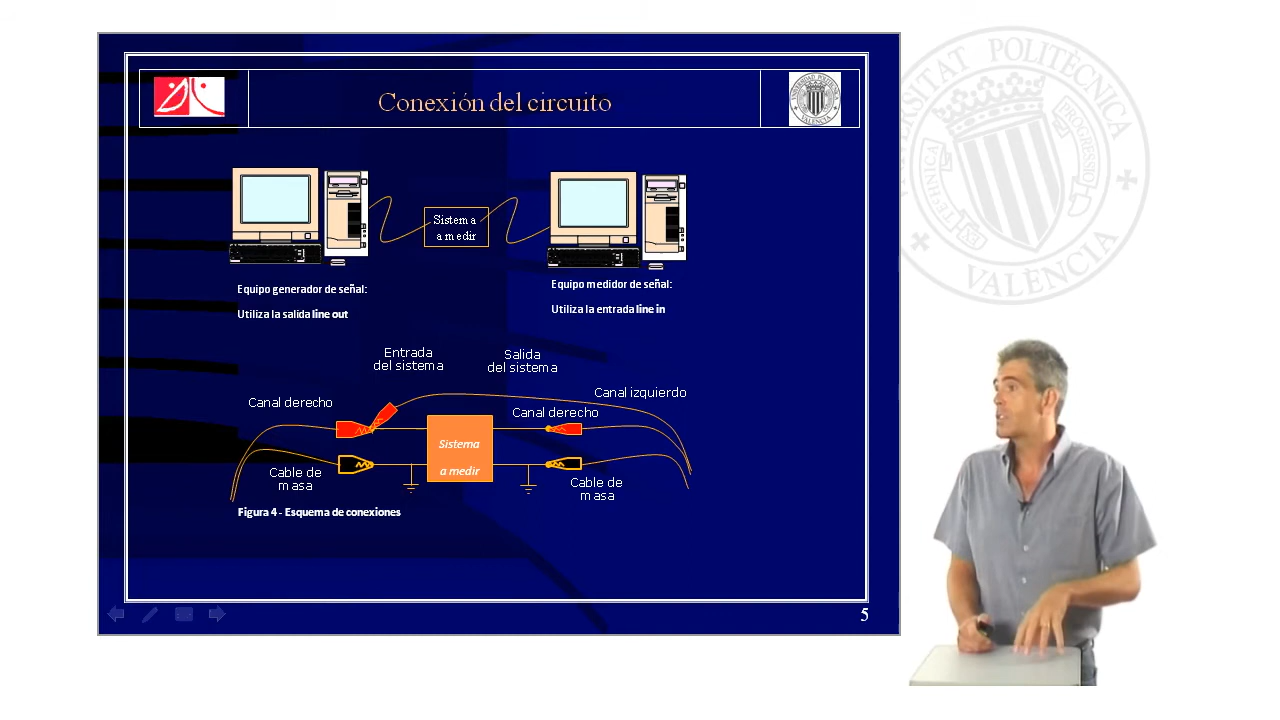 Conexión del circuito
Sistema
a medir
Equipo generador de señal:
Utiliza la salida line out
Equipo medidor de señal:
Utiliza la entrada line in
Entrada
del sistema
Salida
del sistema
Canal izquierdo
Canal derecho
Canal derecho
Sistema
a medir
Cable de
masa
Cable de
masa
Figura 4 - Esquema de conexiones
5
UNIVERSITAT POLITÈCNICA
VALÈNCIA
TECHNICA
PROGRESSIO